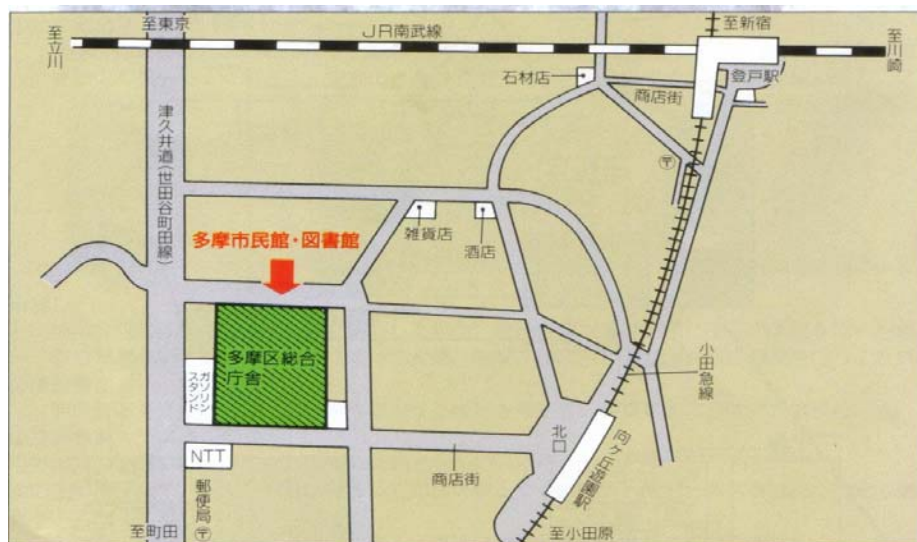 至東京
JR南武線
至新宿
至立川
至川崎
石材店
商店街
登戸駅
津久井道(世田谷町田線)
〒
多摩市民館・図書館
雑貨店
酒店
多摩区総合
庁舎
ガソリン
スタンド
小田急線
北口
向ヶ丘遊園駅
NTT
商店街
郵便局
〒
至町田
至小田原